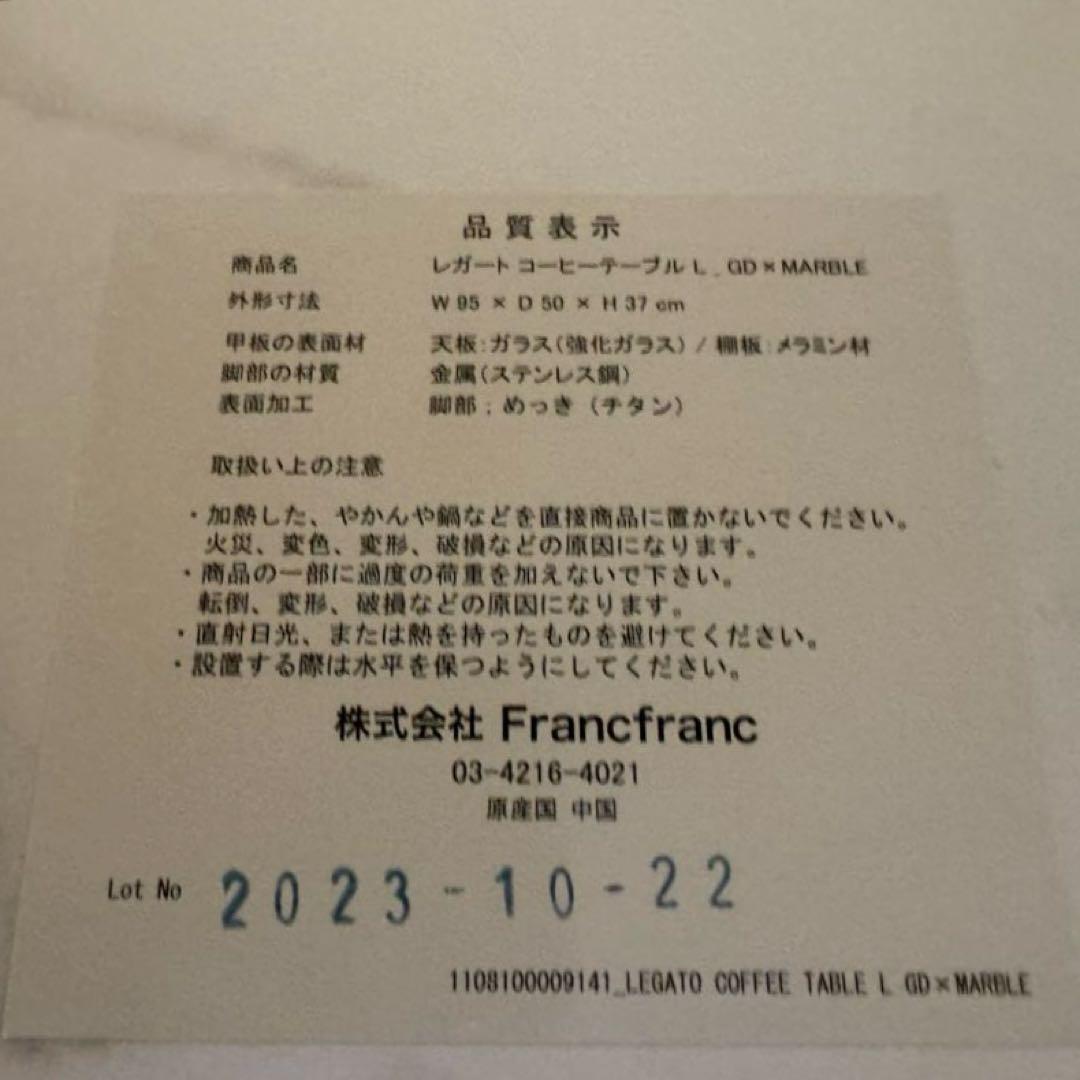 品質表示
商品名 レガート コーヒーテーブル L _ GD×MARBLE
外形寸法 W 95 × D 50 × H 37 cm
甲板の表面材 天板:ガラス(強化ガラス) / 棚板:メラミン材
脚部の材質 金属(ステンレス鋼)
表面加工 脚部;めっき (チタン)
取扱い上の注意
・加熱した、やかんや鍋などを直接商品に置かないでください。
火災、変色、変形、破損などの原因になります。
・商品の一部に過度の荷重を加えないで下さい。
転倒、変形、破損などの原因になります。
・直射日光、または熱を持ったものを避けてください。
・設置する際は水平を保つようにしてください。
株式会社 Francfranc
03-4216-4021
原産国 中国
Lot No 2023-10-22
1108100009141_LEGATO COFFEE TABLE L GD×MARBLE